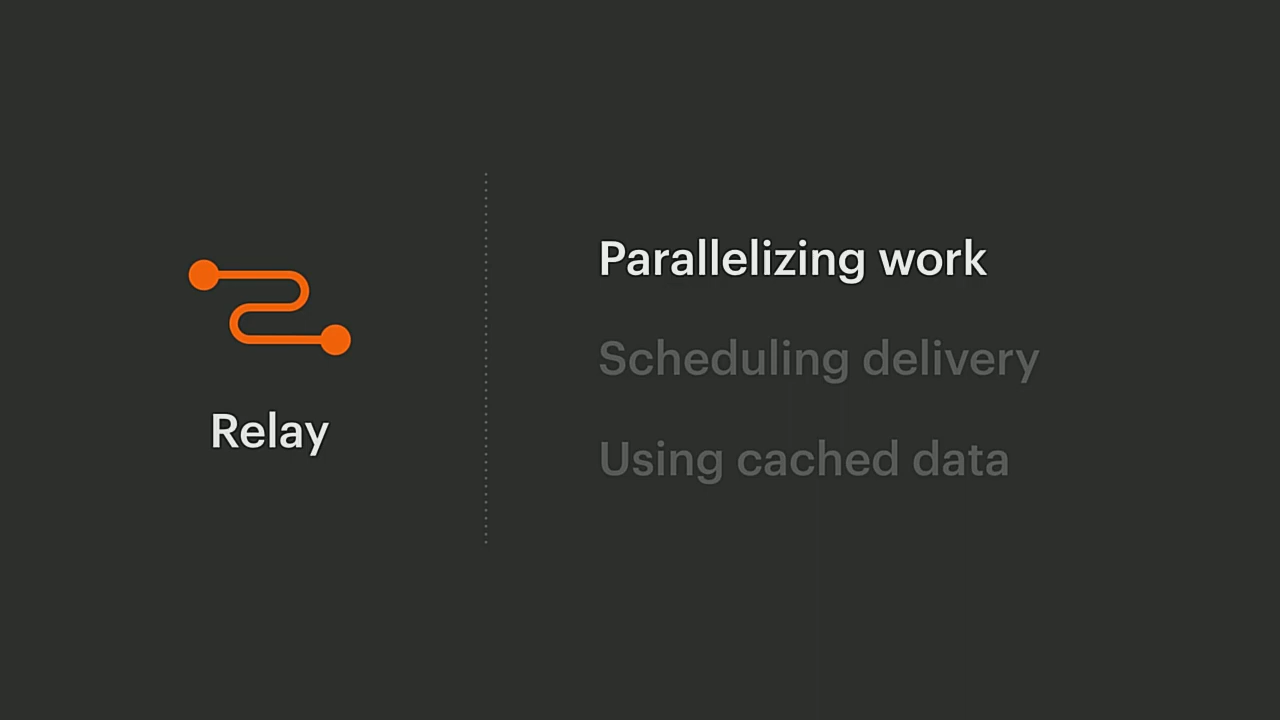 Relay
Parallelizing work
Scheduling delivery
Using cached data